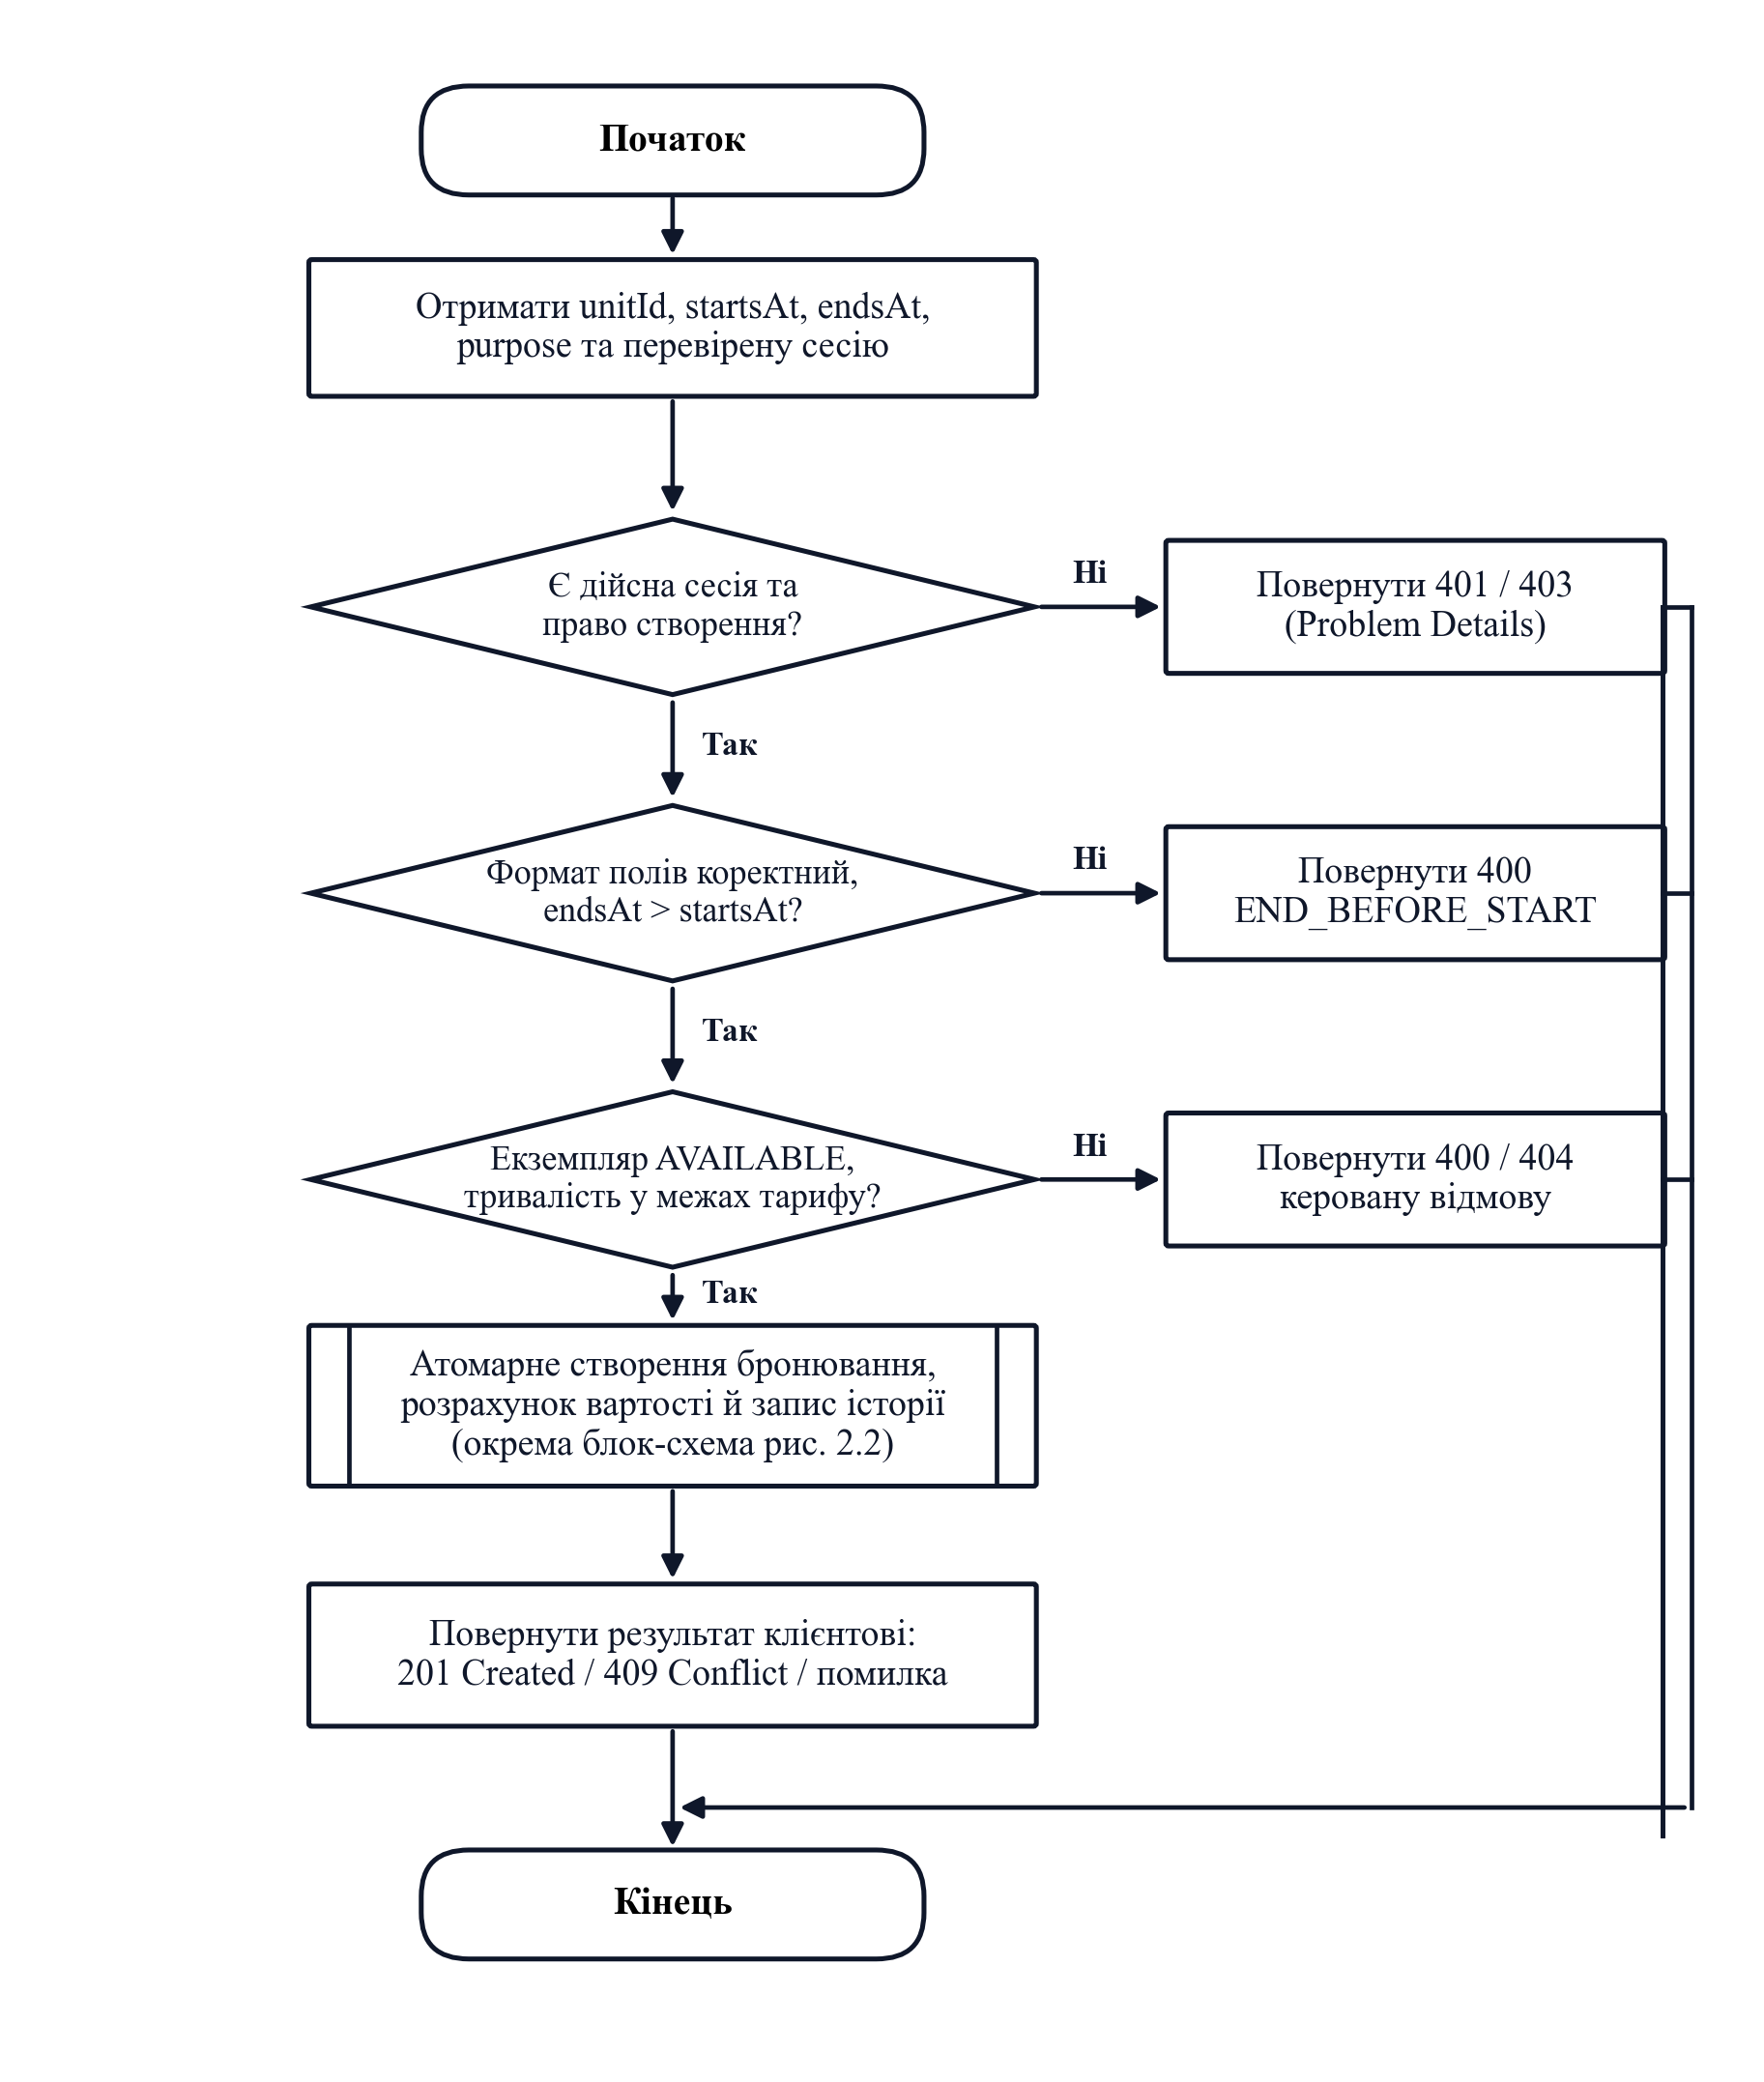 Початок
Отримати unitId, startsAt, endsAt,
purpose та перевірену сесію
Є дійсна сесія та
право створення?
Ні
Повернути 401 / 403
(Problem Details)
Так
Формат полів коректний,
endsAt > startsAt?
Ні
Повернути 400
END_BEFORE_START
Так
Екземпляр AVAILABLE,
тривалість у межах тарифу?
Ні
Повернути 400 / 404
керовану відмову
Так
Атомарне створення бронювання,
розрахунок вартості й запис історії
(окрема блок-схема рис. 2.2)
Повернути результат клієнтові:
201 Created / 409 Conflict / помилка
Кінець